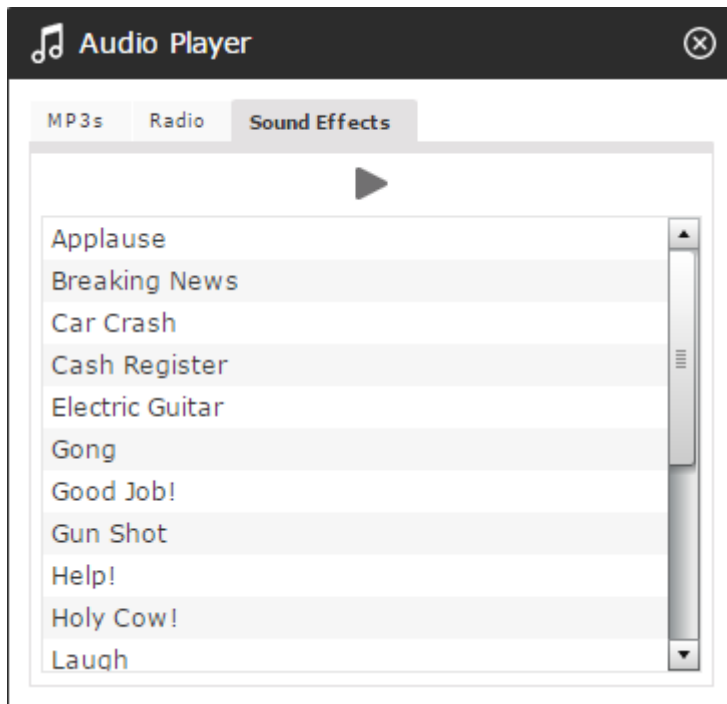 Audio Player
MP3s Radio Sound Effects
Applause
Breaking News
Car Crash
Cash Register
Electric Guitar
Gong
Good Job!
Gun Shot
Help!
Holy Cow!
Laugh